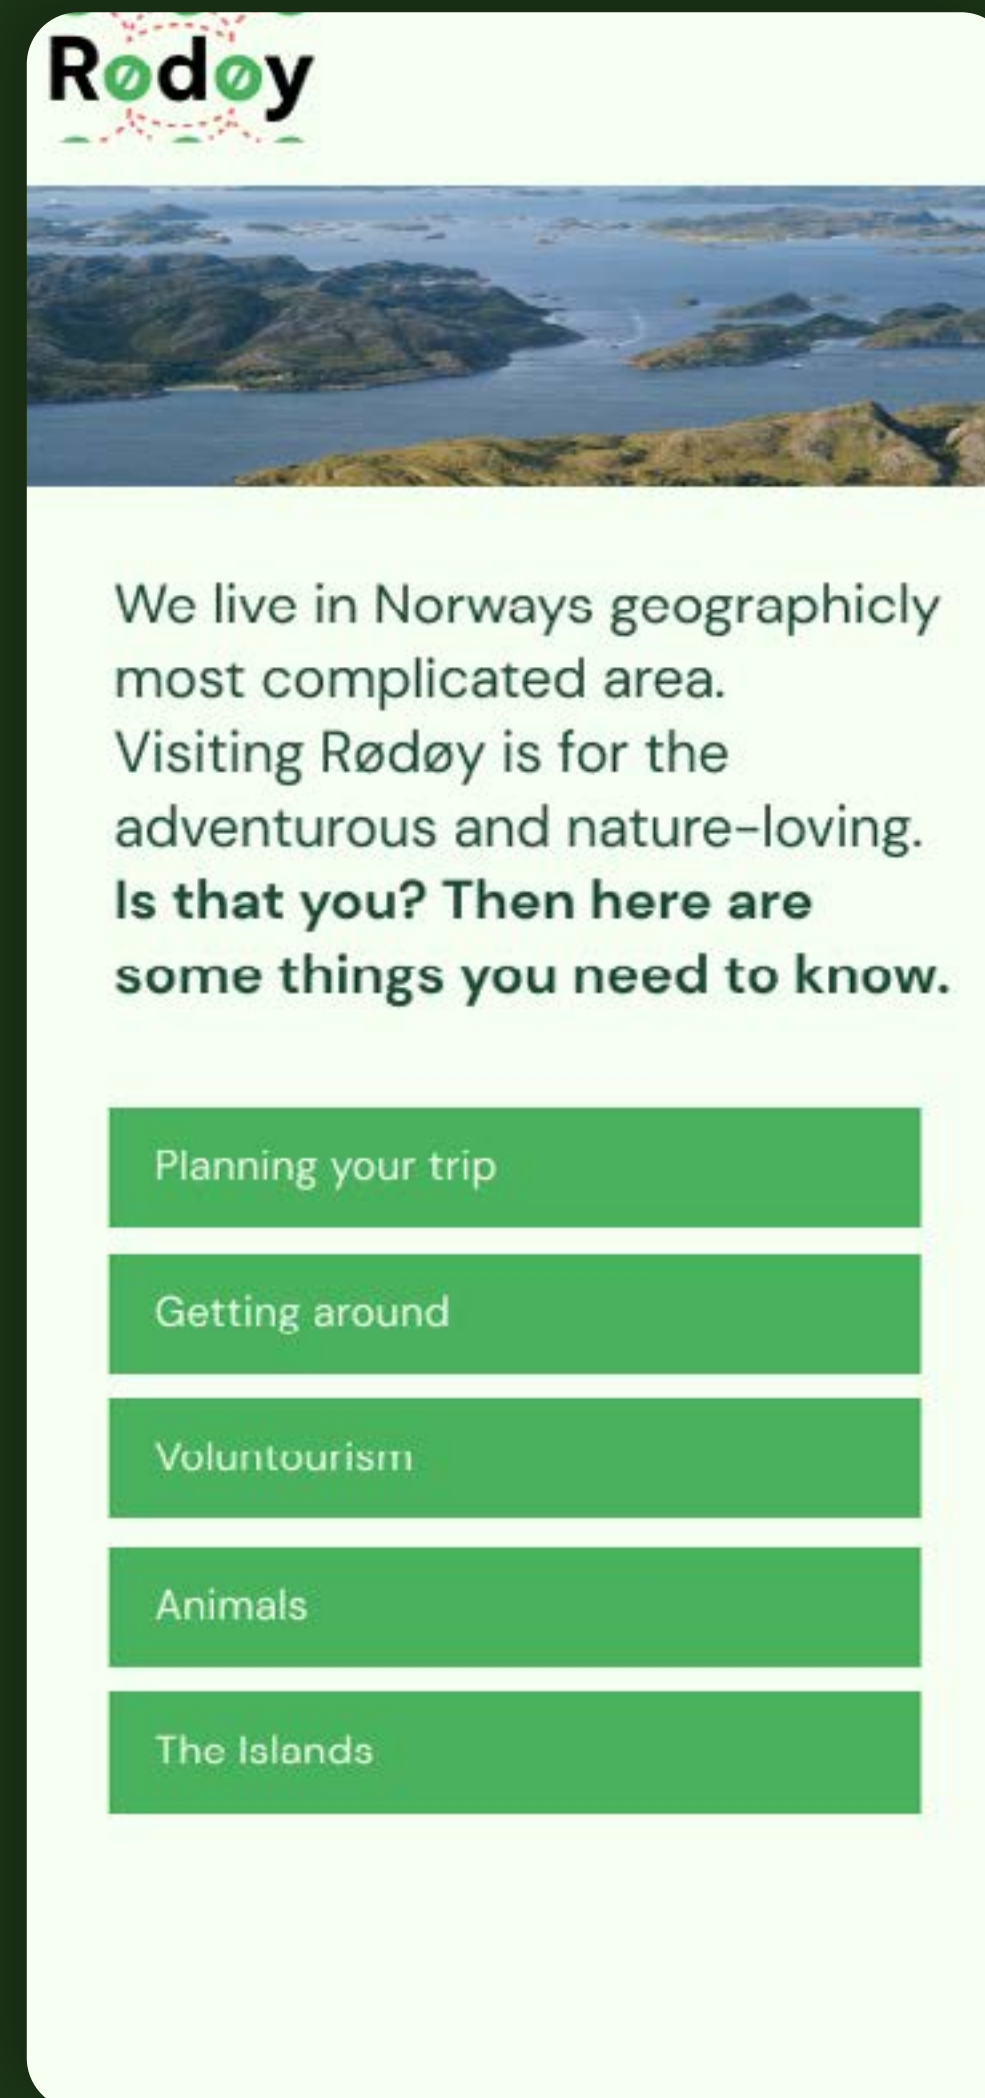 Rødøy
We live in Norways geographicly
most complicated area.
Visiting Rødøy is for the
adventurous and nature-loving.
Is that you? Then here are
some things you need to know.
Planning your trip
Getting around
Voluntourism
Animals
The Islands